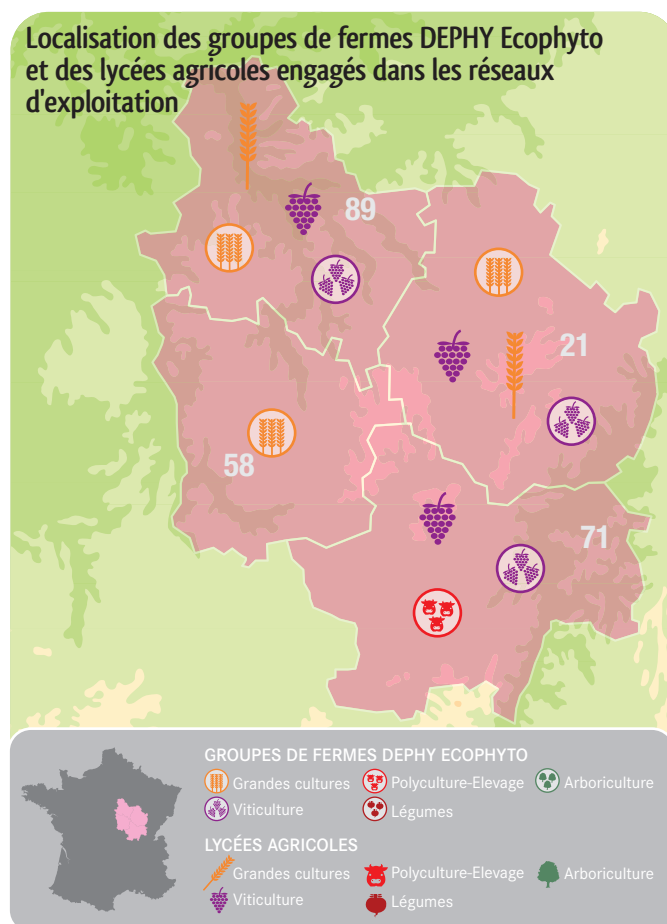 Localisation des groupes de fermes DEPHY Ecophyto
et des lycées agricoles engagés dans les réseaux
d'exploitation
89
21
58
71
GROUPES DE FERMES DEPHY ECOPHYTO
Grandes cultures
Polyculture-Elevage
Arboriculture
Viticulture
Légumes
LYCÉES AGRICOLES
Grandes cultures
Polyculture-Elevage
Arboriculture
Viticulture
Légumes